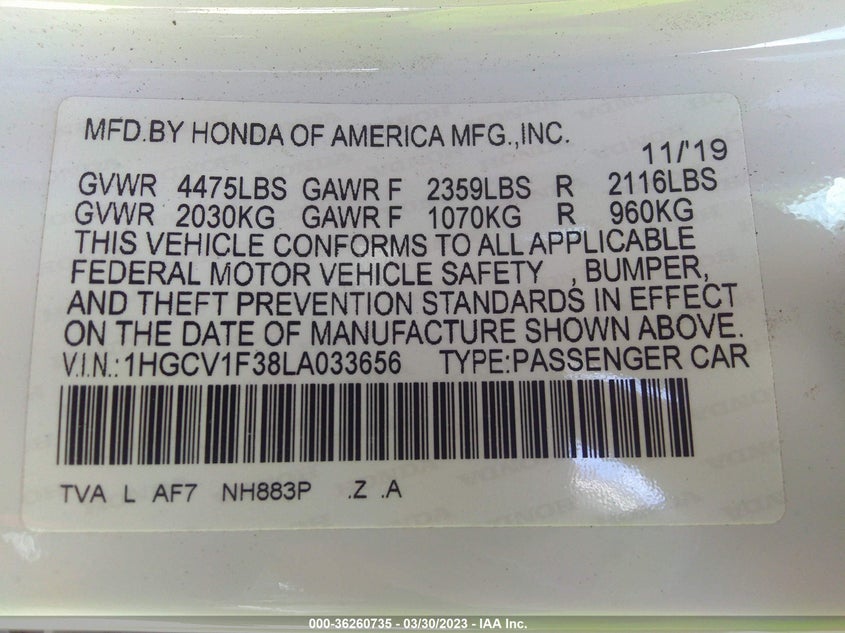 MFD.BY HONDA OF AMERICA MFG.,INC.
11/'19
GVWR 4475LBS GAWR F 2359LBS R 2116LBS
GVWR 2030KG GAWR F 1070KG R 960KG
THIS VEHICLE CONFORMS TO ALL APPLICABLE
FEDERAL MOTOR VEHICLE SAFETY , BUMPER,
AND THEFT PREVENTION STANDARDS IN EFFECT
ON THE DATE OF MANUFACTURE SHOWN ABOVE.
V.I.N.:1HGCV1F38LA033656 TYPE:PASSENGER CAR
TVA L AF7 NH883P .Z .A
000-36260735 - 03/30/2023 - IAA Inc.